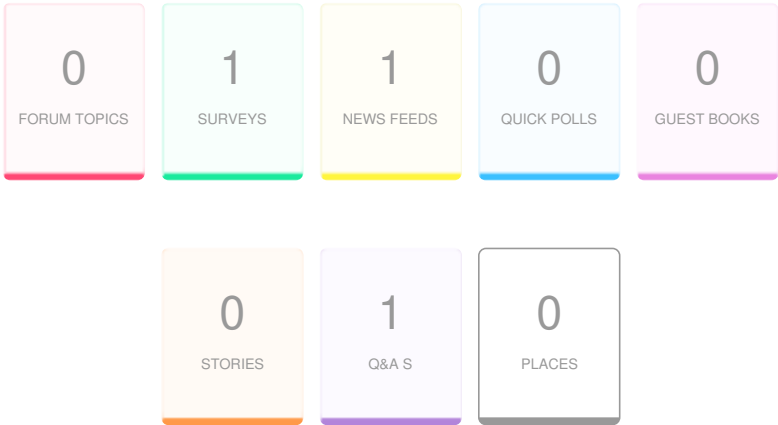 0 1 1 0 0
FORUM TOPICS SURVEYS NEWS FEEDS QUICK POLLS GUEST BOOKS
0 1 0
STORIES Q&A S PLACES